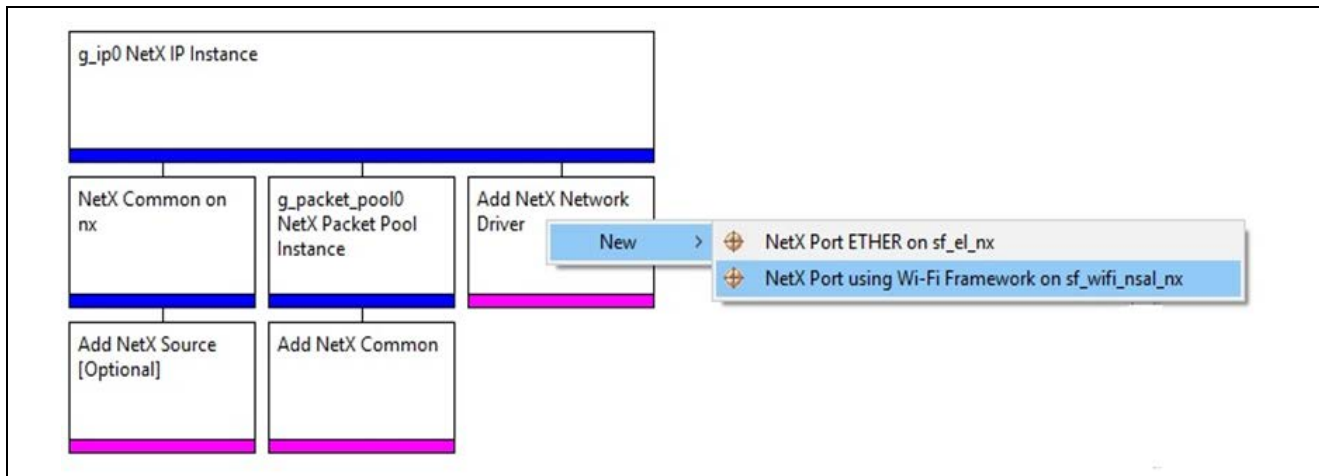 g_ip0 NetX IP Instance
NetX Common on
nx
g_packet_pool0
NetX Packet Pool
Instance
Add NetX Network
Driver
New >
NetX Port ETHER on sf_el_nx
NetX Port using Wi-Fi Framework on sf_wifi_nsal_nx
Add NetX Source
[Optional]
Add NetX Common